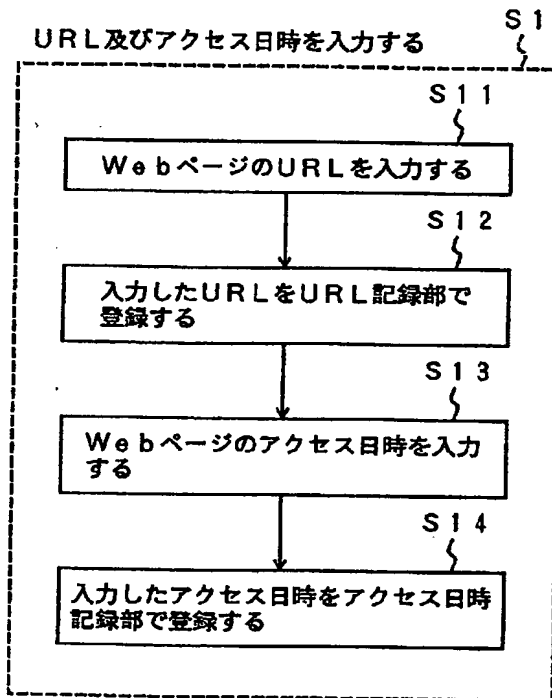 S1
URL及びアクセス日時を入力する
S11
WebページのURLを入力する
S12
入力したURLをURL記録部で
登録する
S13
Webページのアクセス日時を入力
する
S14
入力したアクセス日時をアクセス日時
記録部で登録する